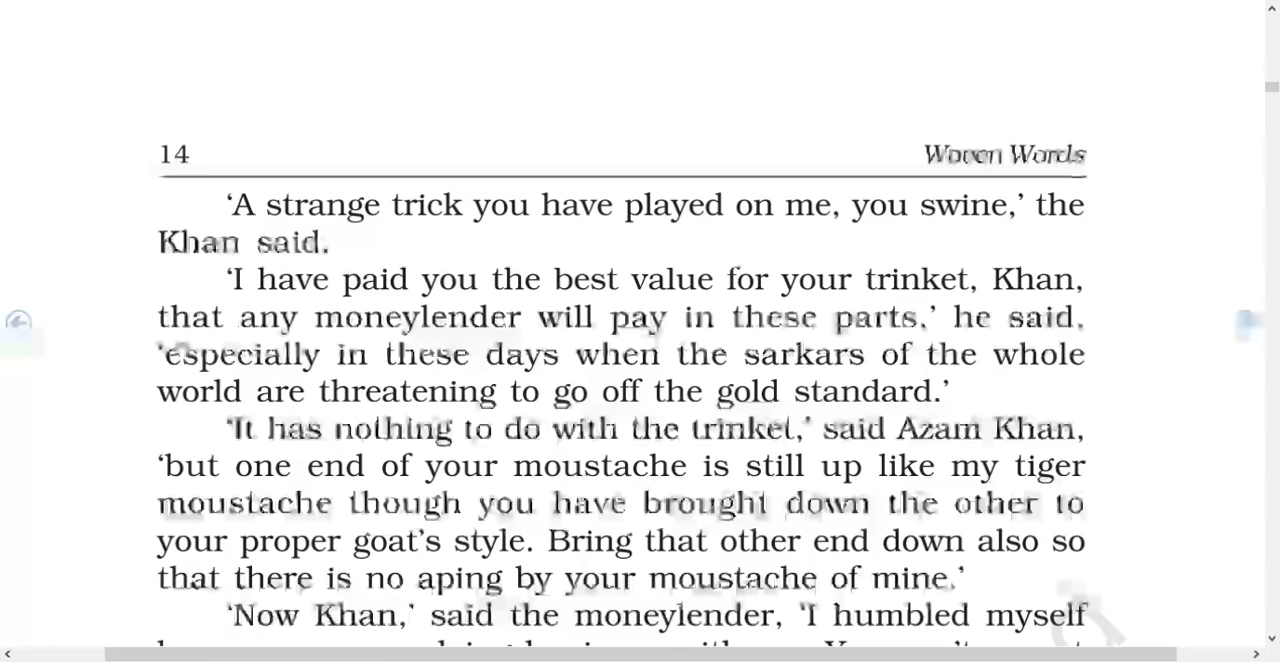 14 Woven Words
‘A strange trick you have played on me, you swine,’ the
Khan said.
‘I have paid you the best value for your trinket, Khan,
that any moneylender will pay in these parts,’ he said,
‘especially in these days when the sarkars of the whole
world are threatening to go off the gold standard.’
‘It has nothing to do with the trinket,’ said Azam Khan,
‘but one end of your moustache is still up like my tiger
moustache though you have brought down the other to
your proper goat’s style. Bring that other end down also so
that there is no aping by your moustache of mine.’
‘Now Khan,’ said the moneylender, ‘I humbled myself